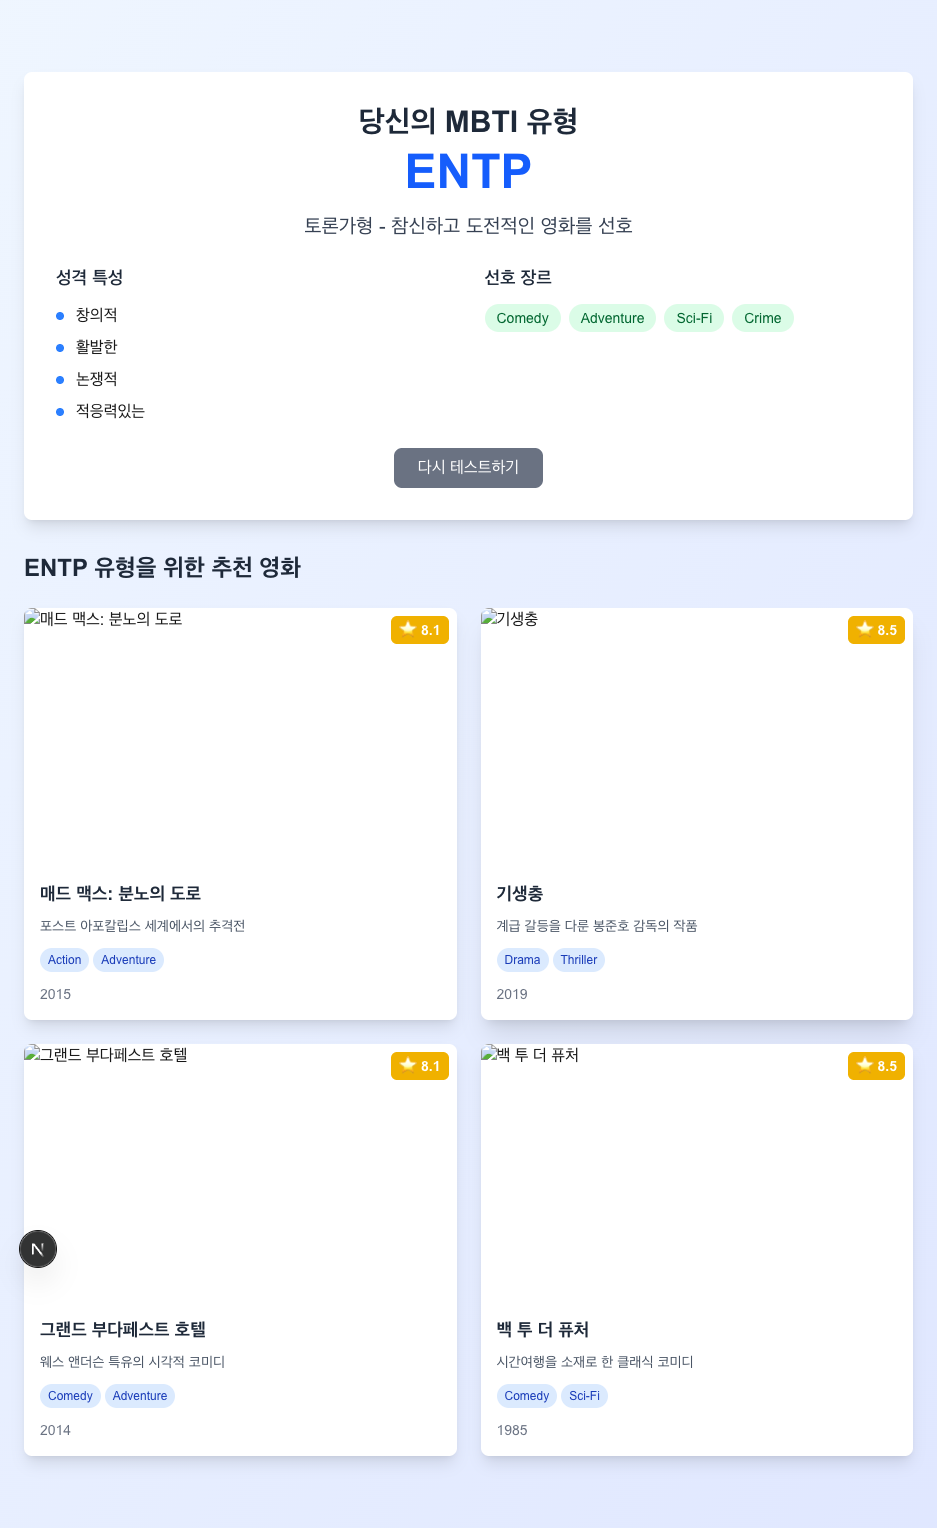 당신의 MBTI 유형
ENTP
토론가형 - 참신하고 도전적인 영화를 선호
성격 특성
창의적
활발한
논쟁적
적응력있는
선호 장르
Comedy Adventure Sci-Fi Crime
다시 테스트하기
ENTP 유형을 위한 추천 영화
매드 맥스: 분노의 도로
8.1
매드 맥스: 분노의 도로
포스트 아포칼립스 세계에서의 추격전
Action Adventure
2015
기생충
8.5
기생충
계급 갈등을 다룬 봉준호 감독의 작품
Drama Thriller
2019
그랜드 부다페스트 호텔
8.1
N
그랜드 부다페스트 호텔
웨스 앤더슨 특유의 시각적 코미디
Comedy Adventure
2014
백 투 더 퓨처
8.5
백 투 더 퓨처
시간여행을 소재로 한 클래식 코미디
Comedy Sci-Fi
1985